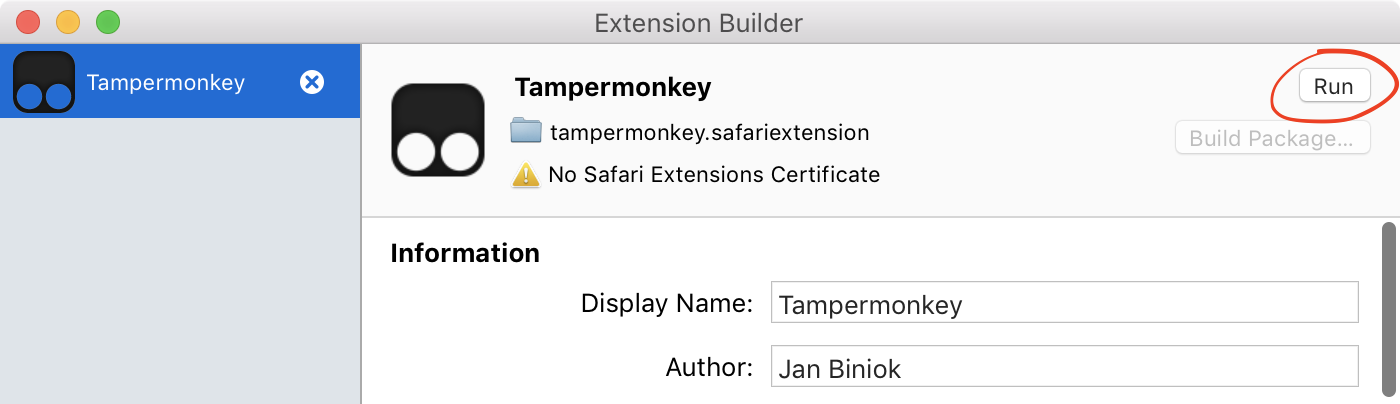 Extension Builder
Tampermonkey
Tampermonkey
Run
tampermonkey.safariextension
Build Package...
No Safari Extensions Certificate
Information
Display Name: Tampermonkey
Author: Jan Biniok